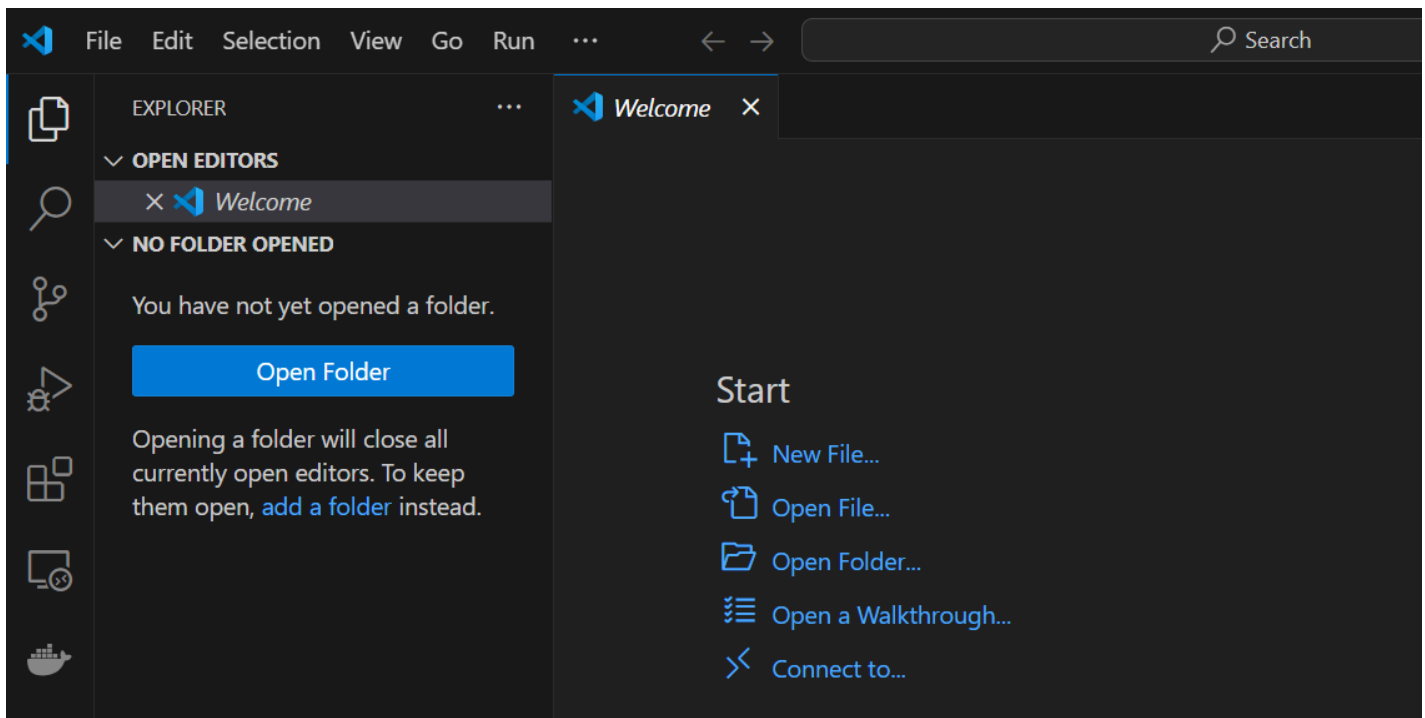 File Edit Selection View Go Run ··· Search
EXPLORER ···
Welcome
OPEN EDITORS
Welcome
NO FOLDER OPENED
You have not yet opened a folder.
Open Folder
Opening a folder will close all
currently open editors. To keep
them open, add a folder instead.
Start
New File...
Open File...
Open Folder...
Open a Walkthrough...
Connect to...